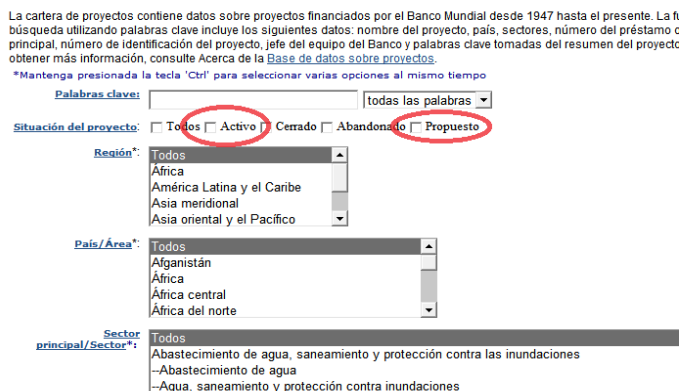 La cartera de proyectos contiene datos sobre proyectos financiados por el Banco Mundial desde 1947 hasta el presente. La
búsqueda utilizando palabras clave incluye los siguientes datos: nombre del proyecto, país, sectores, número del préstamo
principal, número de identificación del proyecto, jefe del equipo del Banco y palabras clave tomadas del resumen del proyecto
obtener más información, consulte Acerca de la Base de datos sobre proyectos.
*Mantenga presionada la tecla 'Ctrl' para seleccionar varias opciones al mismo tiempo
Palabras clave: todas las palabras
Situación del proyecto: Todos Activo Cerrado Abandonado Propuesto
Región*: Todos
África
América Latina y el Caribe
Asia meridional
Asia oriental y el Pacífico
País/Área*: Todos
Afganistán
África
África central
África del norte
Sector
principal/Sector*: Todos
Abastecimiento de agua, saneamiento y protección contra las inundaciones
--Abastecimiento de agua
--Agua, saneamiento y protección contra inundaciones